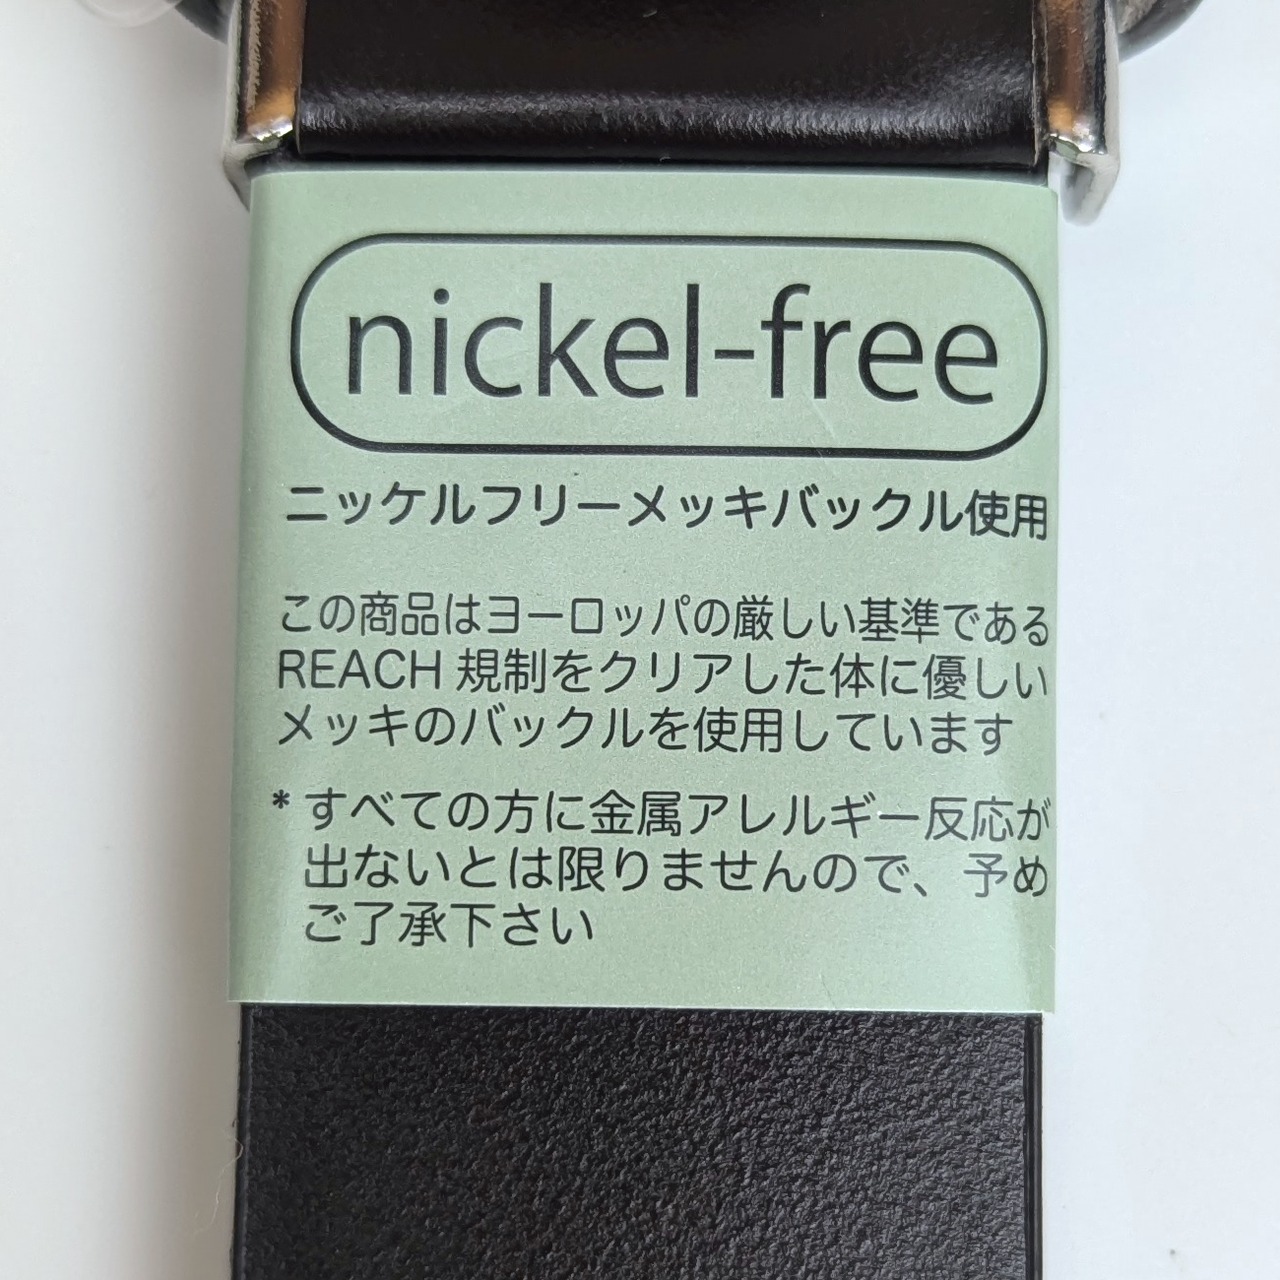 nickel-free
ニッケルフリーメッキバックル使用
この商品はヨーロッパの厳しい基準である
REACH 規制をクリアした体に優しい
メッキのバックルを使用しています
* すべての方に金属アレルギー反応が
出ないとは限りませんので、予め
ご了承下さい